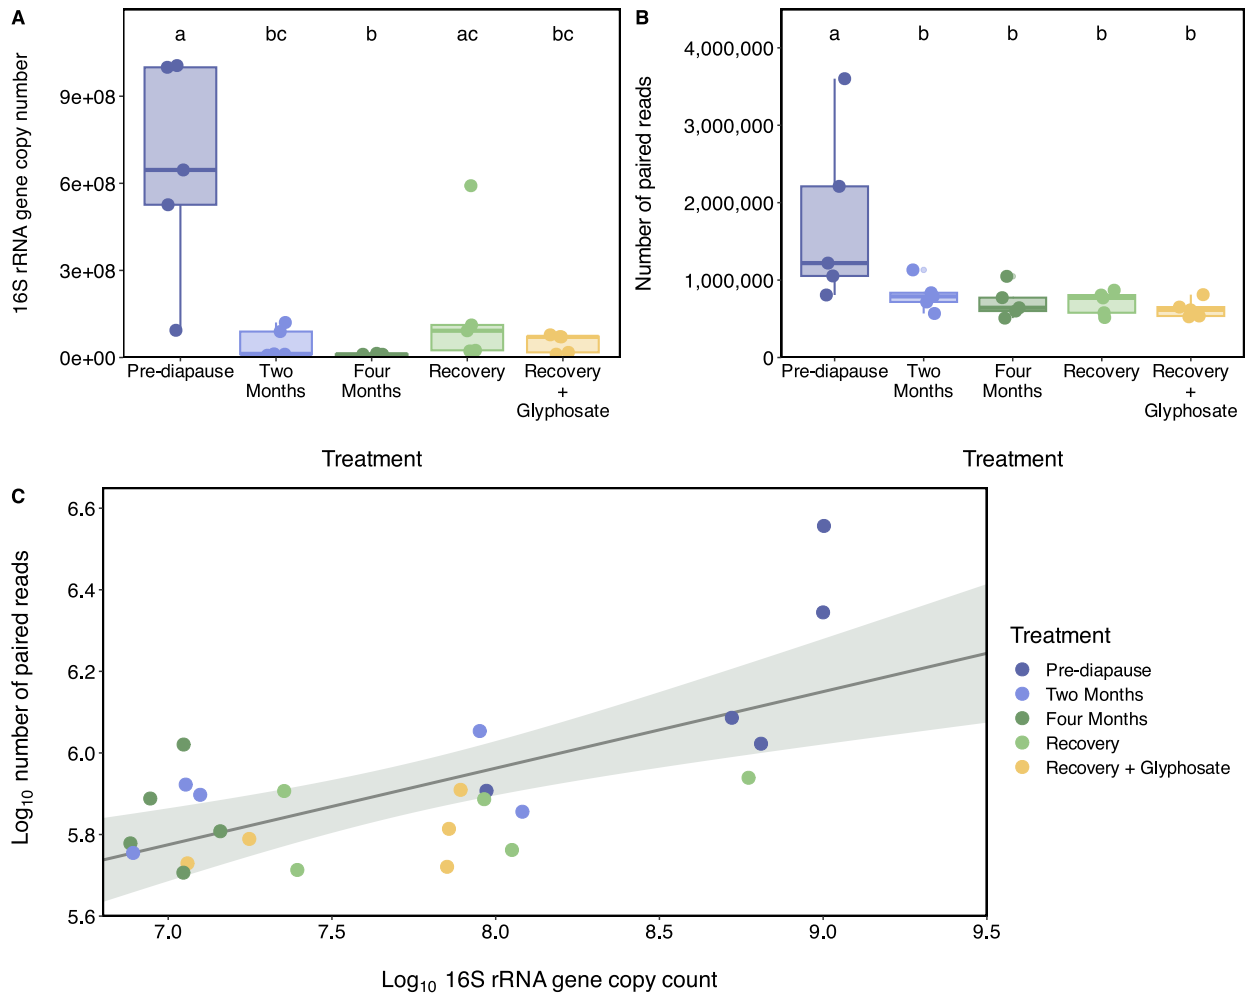 A
a bc b ac bc
16S rRNA gene copy number
9e+08
6e+08
3e+08
0e+00
Pre-diapause Two Months Four Months Recovery Recovery + Glyphosate
Treatment
B
a b b b b
Number of paired reads
4,000,000
3,000,000
2,000,000
1,000,000
0
Pre-diapause Two Months Four Months Recovery Recovery + Glyphosate
Treatment
C
Log10 number of paired reads
6.6
6.4
6.2
6.0
5.8
5.6
7.0 7.5 8.0 8.5 9.0 9.5
Log10 16S rRNA gene copy count
Treatment
Pre-diapause
Two Months
Four Months
Recovery
Recovery + Glyphosate